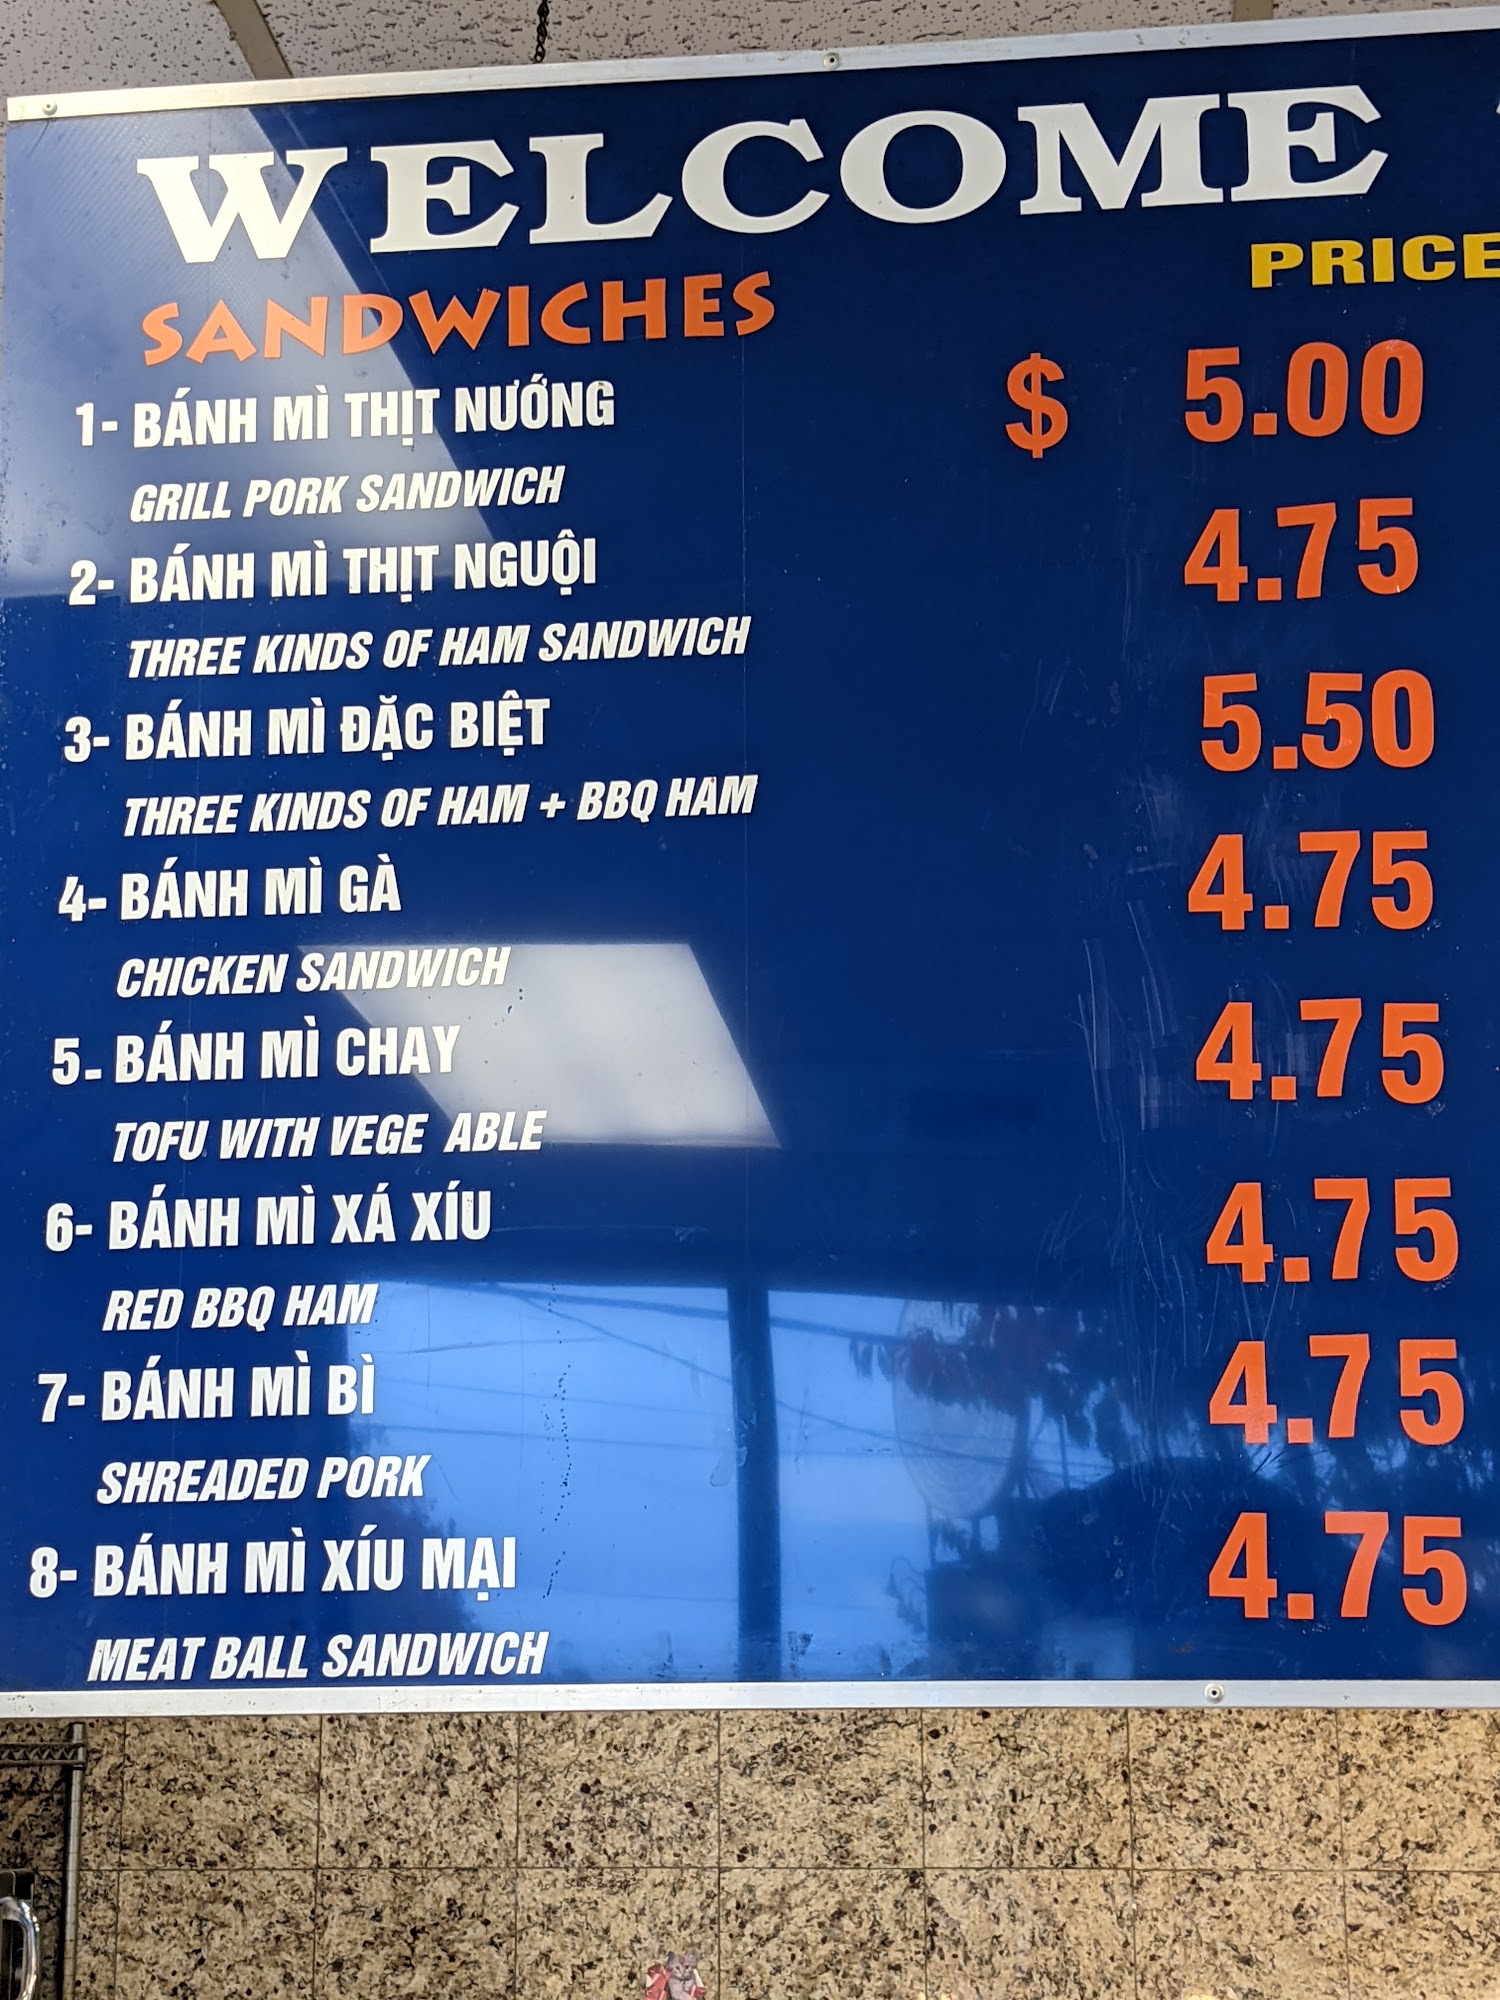 WELCOME
SANDWICHES PRICE
1- BÁNH MÌ THỊT NƯỚNG $ 5.00
GRILL PORK SANDWICH
2- BÁNH MÌ THỊT NGUỘI 4.75
THREE KINDS OF HAM SANDWICH
3- BÁNH MÌ ĐẶC BIỆT 5.50
THREE KINDS OF HAM + BBQ HAM
4- BÁNH MÌ GÀ 4.75
CHICKEN SANDWICH
5- BÁNH MÌ CHAY 4.75
TOFU WITH VEGE ABLE
6- BÁNH MÌ XÁ XÍU 4.75
RED BBQ HAM
7- BÁNH MÌ BÌ 4.75
SHREADED PORK
8- BÁNH MÌ XÍU MẠI 4.75
MEAT BALL SANDWICH